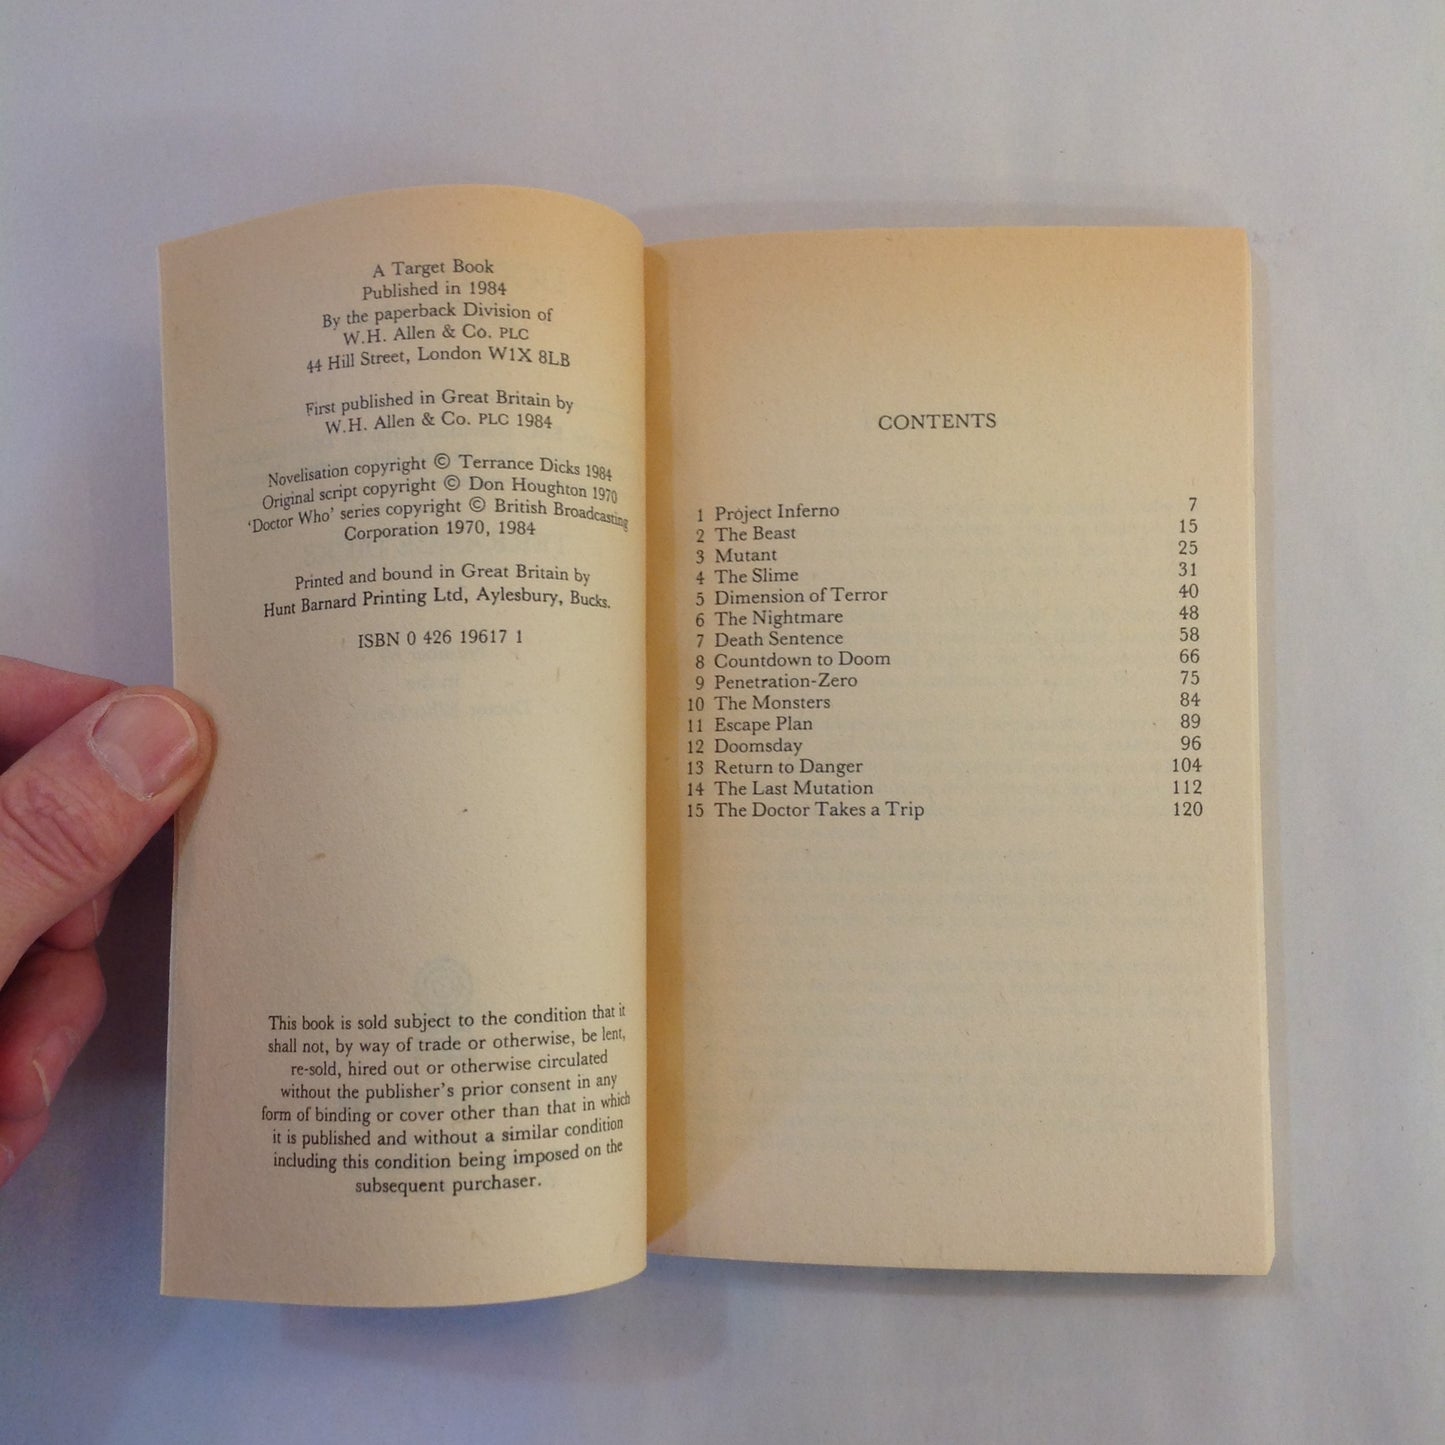 A Target Book
Published in 1984
By the paperback Division of
W.H. Allen & Co. PLC
44 Hill Street, London W1X 8LB
First published in Great Britain by
W.H. Allen & Co. PLC 1984
Novelisation copyright © Terrance Dicks 1984
Original script copyright © Don Houghton 1970
'Doctor Who' series copyright © British Broadcasting
Corporation 1970, 1984
Printed and bound in Great Britain by
Hunt Barnard Printing Ltd, Aylesbury, Bucks.
ISBN 0 426 19617 1
This book is sold subject to the condition that it
shall not, by way of trade or otherwise, be lent,
re-sold, hired out or otherwise circulated
without the publisher's prior consent in any
form of binding or cover other than that in which
it is published and without a similar condition
including this condition being imposed on the
subsequent purchaser.
CONTENTS
1 Project Inferno 7
2 The Beast 15
3 Mutant 25
4 The Slime 31
5 Dimension of Terror 40
6 The Nightmare 48
7 Death Sentence 58
8 Countdown to Doom 66
9 Penetration-Zero 75
10 The Monsters 84
11 Escape Plan 89
12 Doomsday 96
13 Return to Danger 104
14 The Last Mutation 112
15 The Doctor Takes a Trip 120